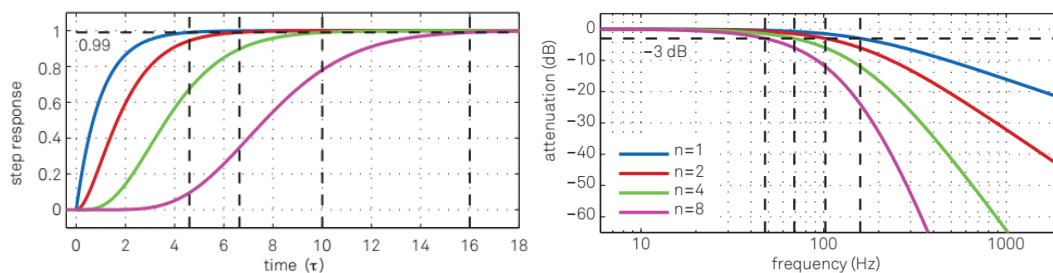 step response
1
0.8
0.6
0.4
0.2
0
0.99
0 2 4 6 8 10 12 14 16 18
time (τ)
attenuation (dB)
0
−10
−20
−30
−40
−50
−60
−3 dB
n=1
n=2
n=4
n=8
10 100 1000
frequency (Hz)